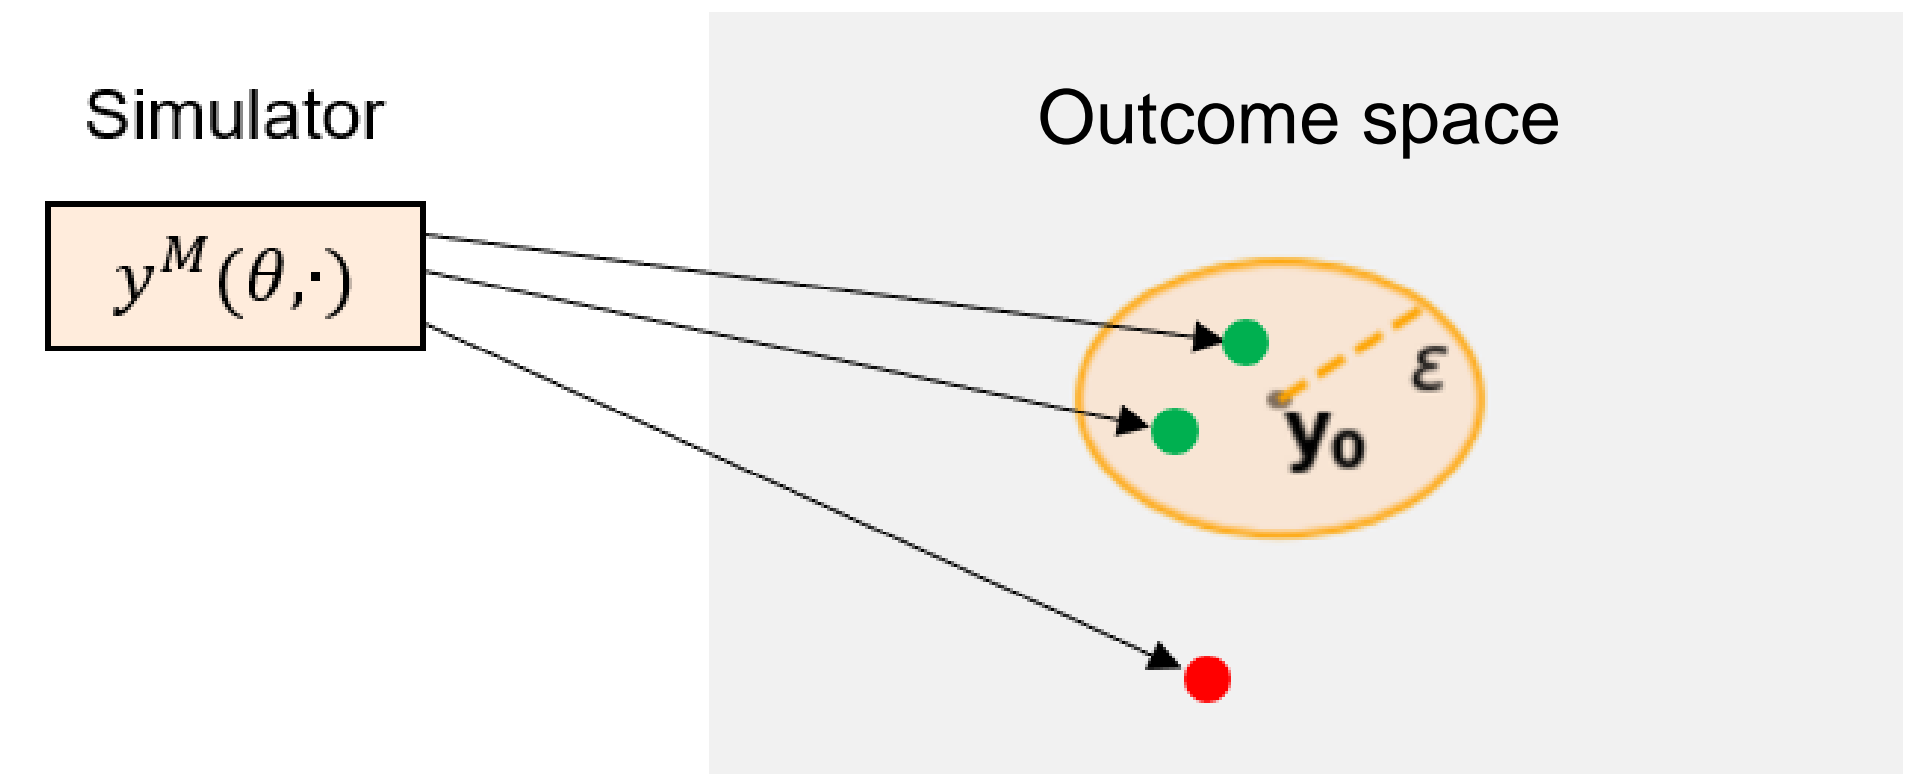 Simulator
Outcome space
y^M(θ,·)
ε
y₀